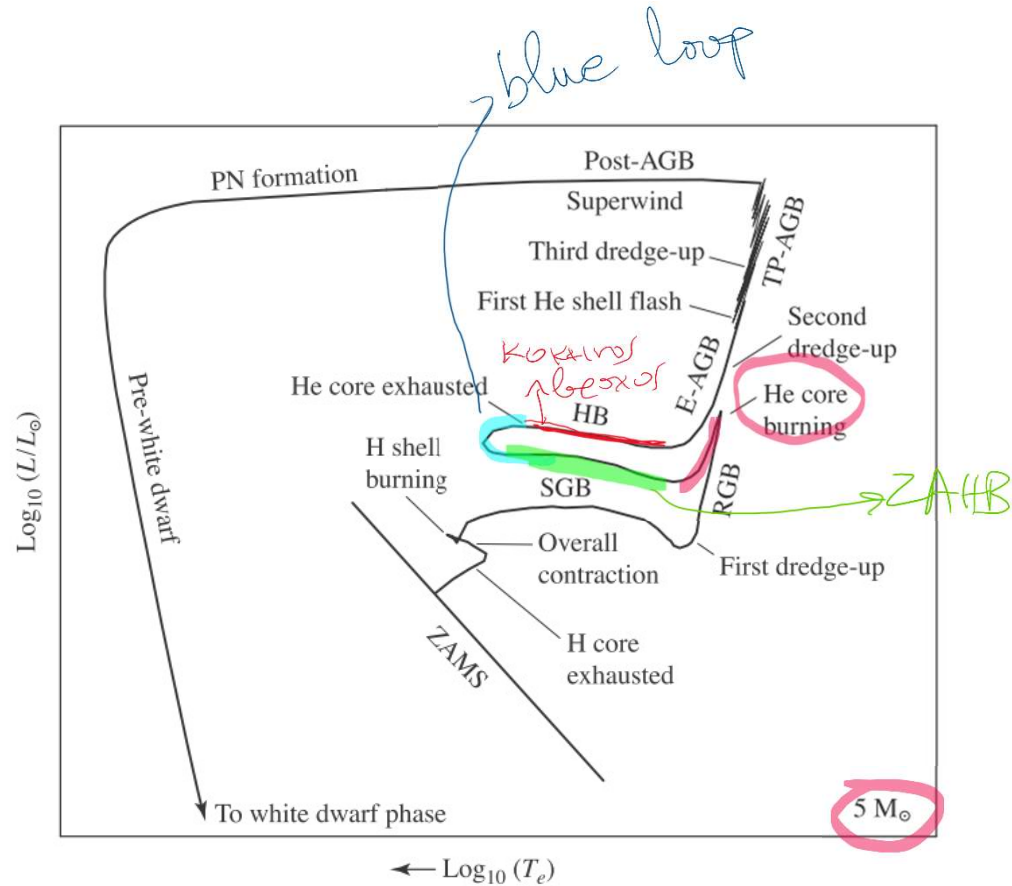 blue loop
Post-AGB
PN formation
Superwind
Third dredge-up
TP-AGB
First He shell flash
Second
dredge-up
E-AGB
He core exhausted
HB
He core
burning
H shell
burning
SGB
RGB
ZAHB
Overall
contraction
First dredge-up
Pre-white dwarf
ZAMS
H core
exhausted
To white dwarf phase
5 M⊙
Log₁₀ (L/L⊙)
Log₁₀ (Tₑ)